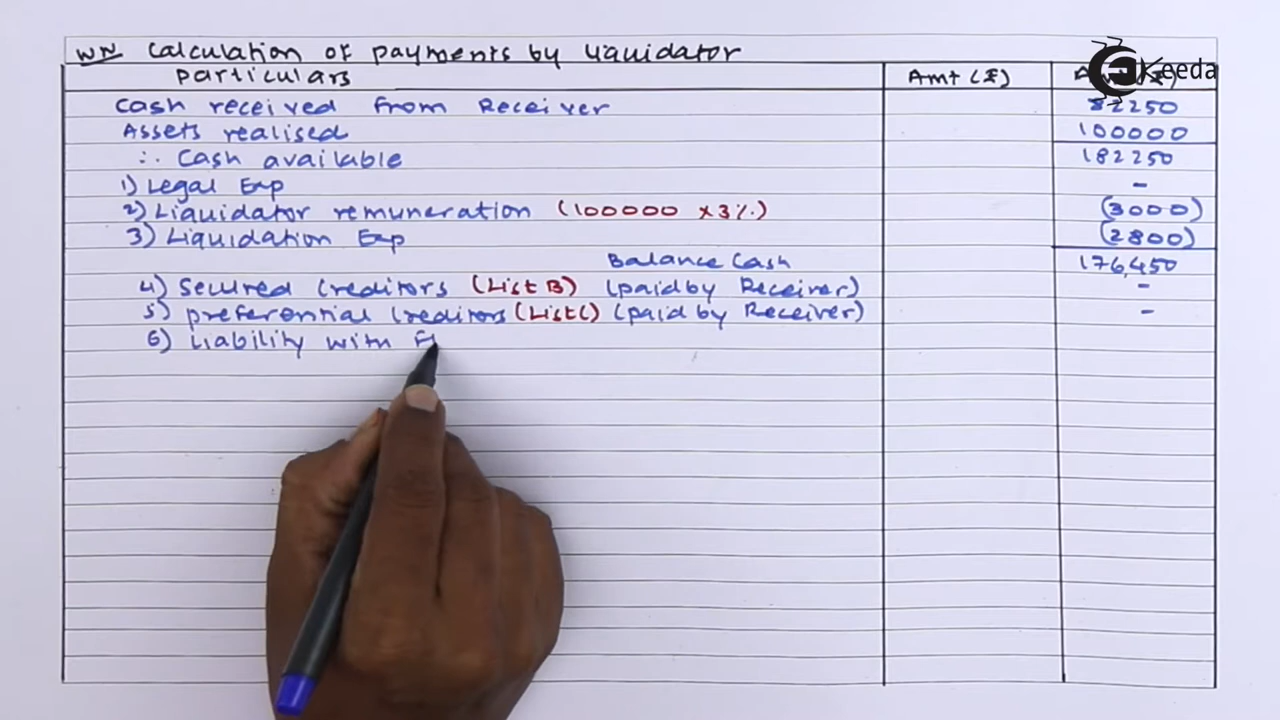 WN Calculation of payments by Liquidator
Particulars Amt (₹)
Cash received from Receiver 82250
Assets realised 100000
∴ Cash available 182250
1) Legal Exp -
2) Liquidator remuneration (100000 x 3%) (3000)
3) Liquidation Exp (2800)
Balance Cash 176,450
4) Secured Creditors (List B) (paid by Receiver) -
5) preferential Creditors (List C) (paid by Receiver) -
6) Liability with
Keeda